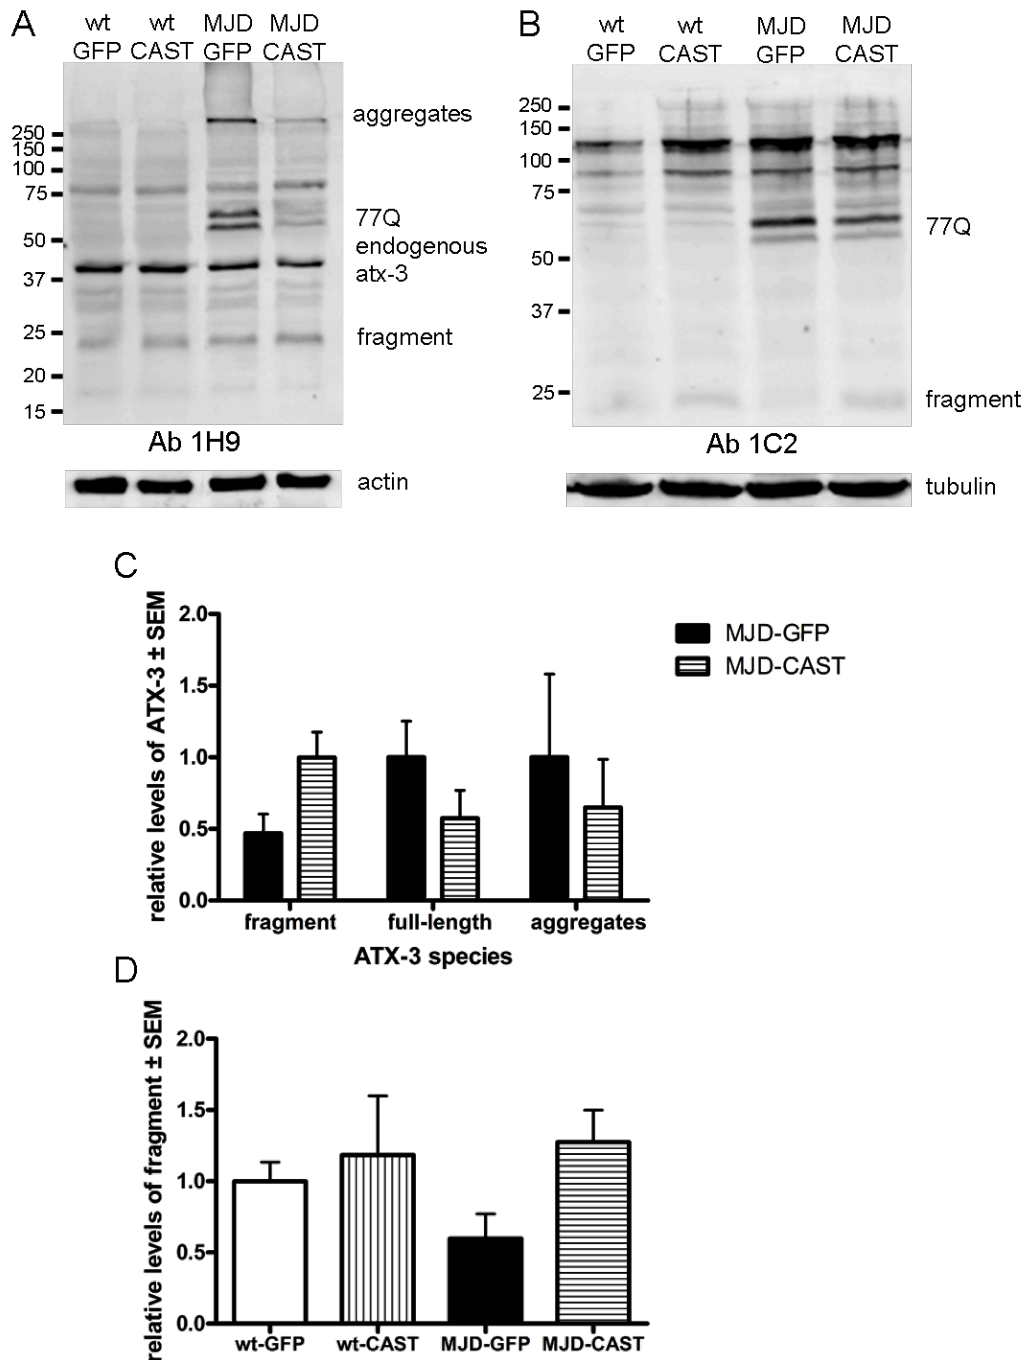 A
wt GFP
wt CAST
MJD GFP
MJD CAST
250
150
100
75
50
37
25
20
15
aggregates
77Q
endogenous
atx-3
fragment
Ab 1H9
actin
B
wt GFP
wt CAST
MJD GFP
MJD CAST
250
150
100
75
50
37
25
77Q
fragment
Ab 1C2
tubulin
C
relative levels of ATX-3 ± SEM
2.0
1.5
1.0
0.5
0.0
fragment full-length aggregates
ATX-3 species
MJD-GFP
MJD-CAST
D
relative levels of fragment ± SEM
2.0
1.5
1.0
0.5
0.0
wt-GFP wt-CAST MJD-GFP MJD-CAST